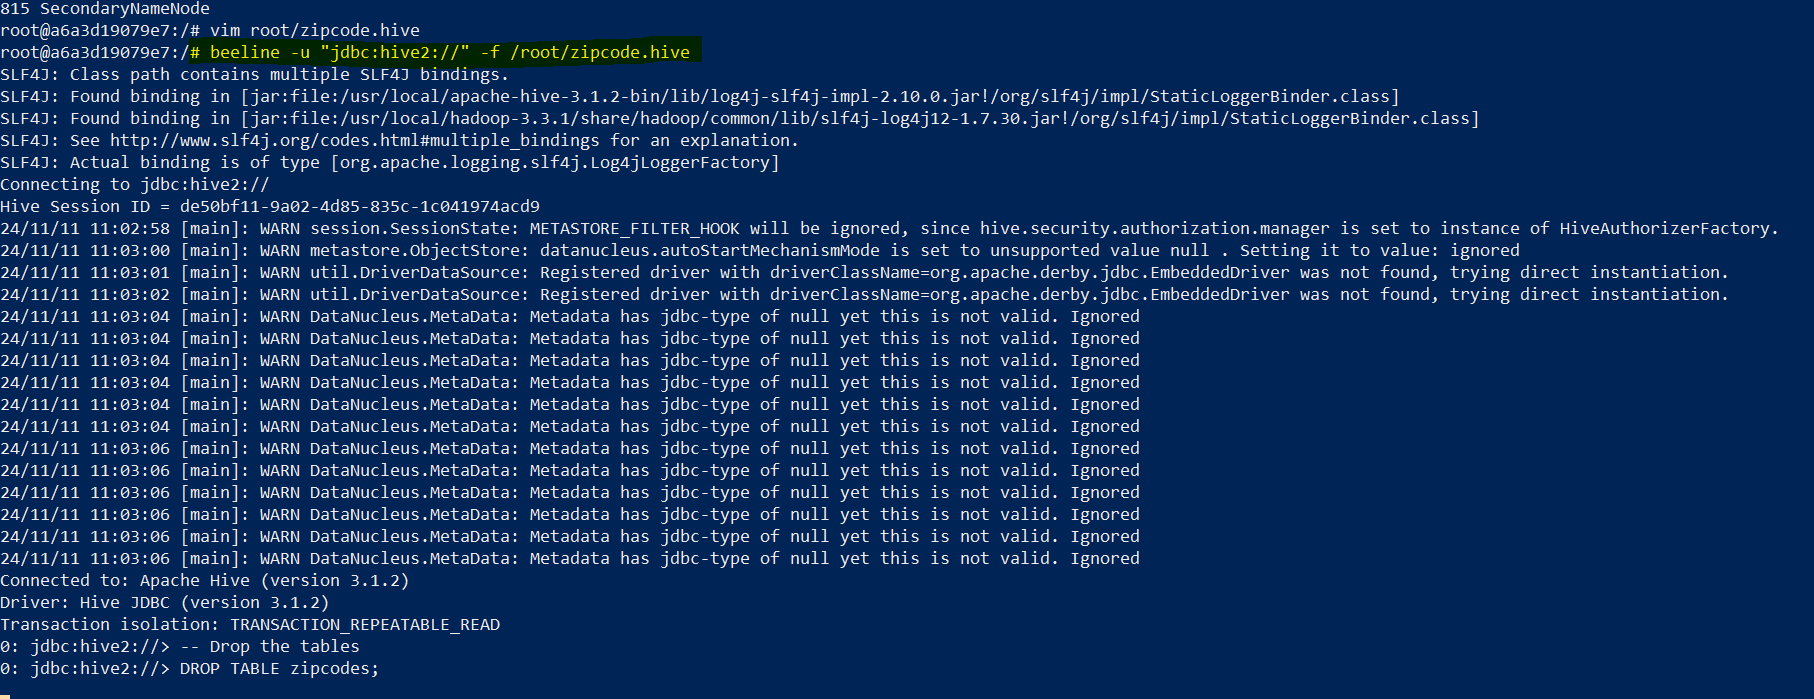 815 SecondaryNameNode
root@a6a3d19079e7:/# vim root/zipcode.hive
root@a6a3d19079e7:/# beeline -u "jdbc:hive2://" -f /root/zipcode.hive
SLF4J: Class path contains multiple SLF4J bindings.
SLF4J: Found binding in [jar:file:/usr/local/apache-hive-3.1.2-bin/lib/log4j-slf4j-impl-2.10.0.jar!/org/slf4j/impl/StaticLoggerBinder.class]
SLF4J: Found binding in [jar:file:/usr/local/hadoop-3.3.1/share/hadoop/common/lib/slf4j-log4j12-1.7.30.jar!/org/slf4j/impl/StaticLoggerBinder.class]
SLF4J: See http://www.slf4j.org/codes.html#multiple_bindings for an explanation.
SLF4J: Actual binding is of type [org.apache.logging.slf4j.Log4jLoggerFactory]
Connecting to jdbc:hive2://
Hive Session ID = de50bf11-9a02-4d85-835c-1c041974acd9
24/11/11 11:02:58 [main]: WARN session.SessionState: METASTORE_FILTER_HOOK will be ignored, since hive.security.authorization.manager is set to instance of HiveAuthorizerFactory.
24/11/11 11:03:00 [main]: WARN metastore.ObjectStore: datanucleus.autoStartMechanismMode is set to unsupported value null . Setting it to value: ignored
24/11/11 11:03:01 [main]: WARN util.DriverDataSource: Registered driver with driverClassName=org.apache.derby.jdbc.EmbeddedDriver was not found, trying direct instantiation.
24/11/11 11:03:02 [main]: WARN util.DriverDataSource: Registered driver with driverClassName=org.apache.derby.jdbc.EmbeddedDriver was not found, trying direct instantiation.
24/11/11 11:03:04 [main]: WARN DataNucleus.MetaData: Metadata has jdbc-type of null yet this is not valid. Ignored
24/11/11 11:03:04 [main]: WARN DataNucleus.MetaData: Metadata has jdbc-type of null yet this is not valid. Ignored
24/11/11 11:03:04 [main]: WARN DataNucleus.MetaData: Metadata has jdbc-type of null yet this is not valid. Ignored
24/11/11 11:03:04 [main]: WARN DataNucleus.MetaData: Metadata has jdbc-type of null yet this is not valid. Ignored
24/11/11 11:03:04 [main]: WARN DataNucleus.MetaData: Metadata has jdbc-type of null yet this is not valid. Ignored
24/11/11 11:03:04 [main]: WARN DataNucleus.MetaData: Metadata has jdbc-type of null yet this is not valid. Ignored
24/11/11 11:03:06 [main]: WARN DataNucleus.MetaData: Metadata has jdbc-type of null yet this is not valid. Ignored
24/11/11 11:03:06 [main]: WARN DataNucleus.MetaData: Metadata has jdbc-type of null yet this is not valid. Ignored
24/11/11 11:03:06 [main]: WARN DataNucleus.MetaData: Metadata has jdbc-type of null yet this is not valid. Ignored
24/11/11 11:03:06 [main]: WARN DataNucleus.MetaData: Metadata has jdbc-type of null yet this is not valid. Ignored
24/11/11 11:03:06 [main]: WARN DataNucleus.MetaData: Metadata has jdbc-type of null yet this is not valid. Ignored
24/11/11 11:03:06 [main]: WARN DataNucleus.MetaData: Metadata has jdbc-type of null yet this is not valid. Ignored
Connected to: Apache Hive (version 3.1.2)
Driver: Hive JDBC (version 3.1.2)
Transaction isolation: TRANSACTION_REPEATABLE_READ
0: jdbc:hive2://> -- Drop the tables
0: jdbc:hive2://> DROP TABLE zipcodes;